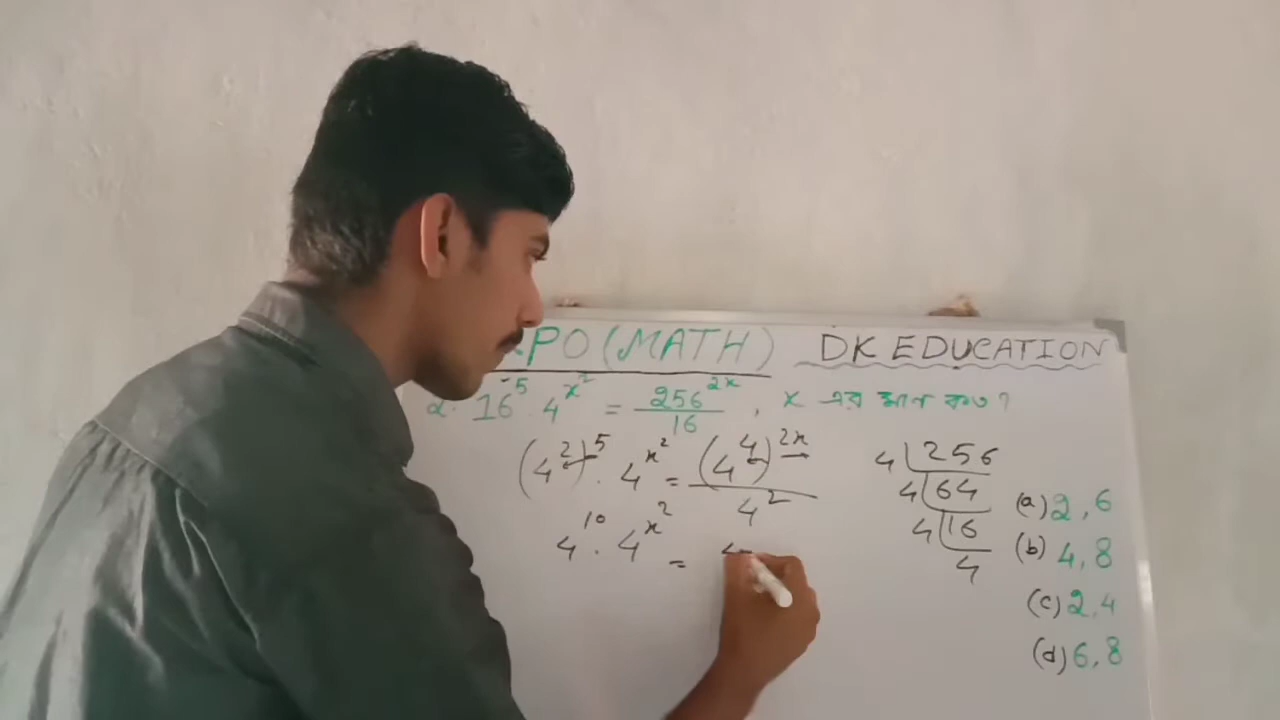 PO (MATH) DK EDUCATION
2. 16^5 . 4^{x^2} = 256^{2x} / 16 , x এর মান কত ?
(4^2)^5 . 4^{x^2} = (4^4)^{2x} / 4^2
4^{10} . 4^{x^2} =
4 | 256
4 | 64
4 | 16
4
(a) 2, 6
(b) 4, 8
(c) 2, 4
(d) 6, 8